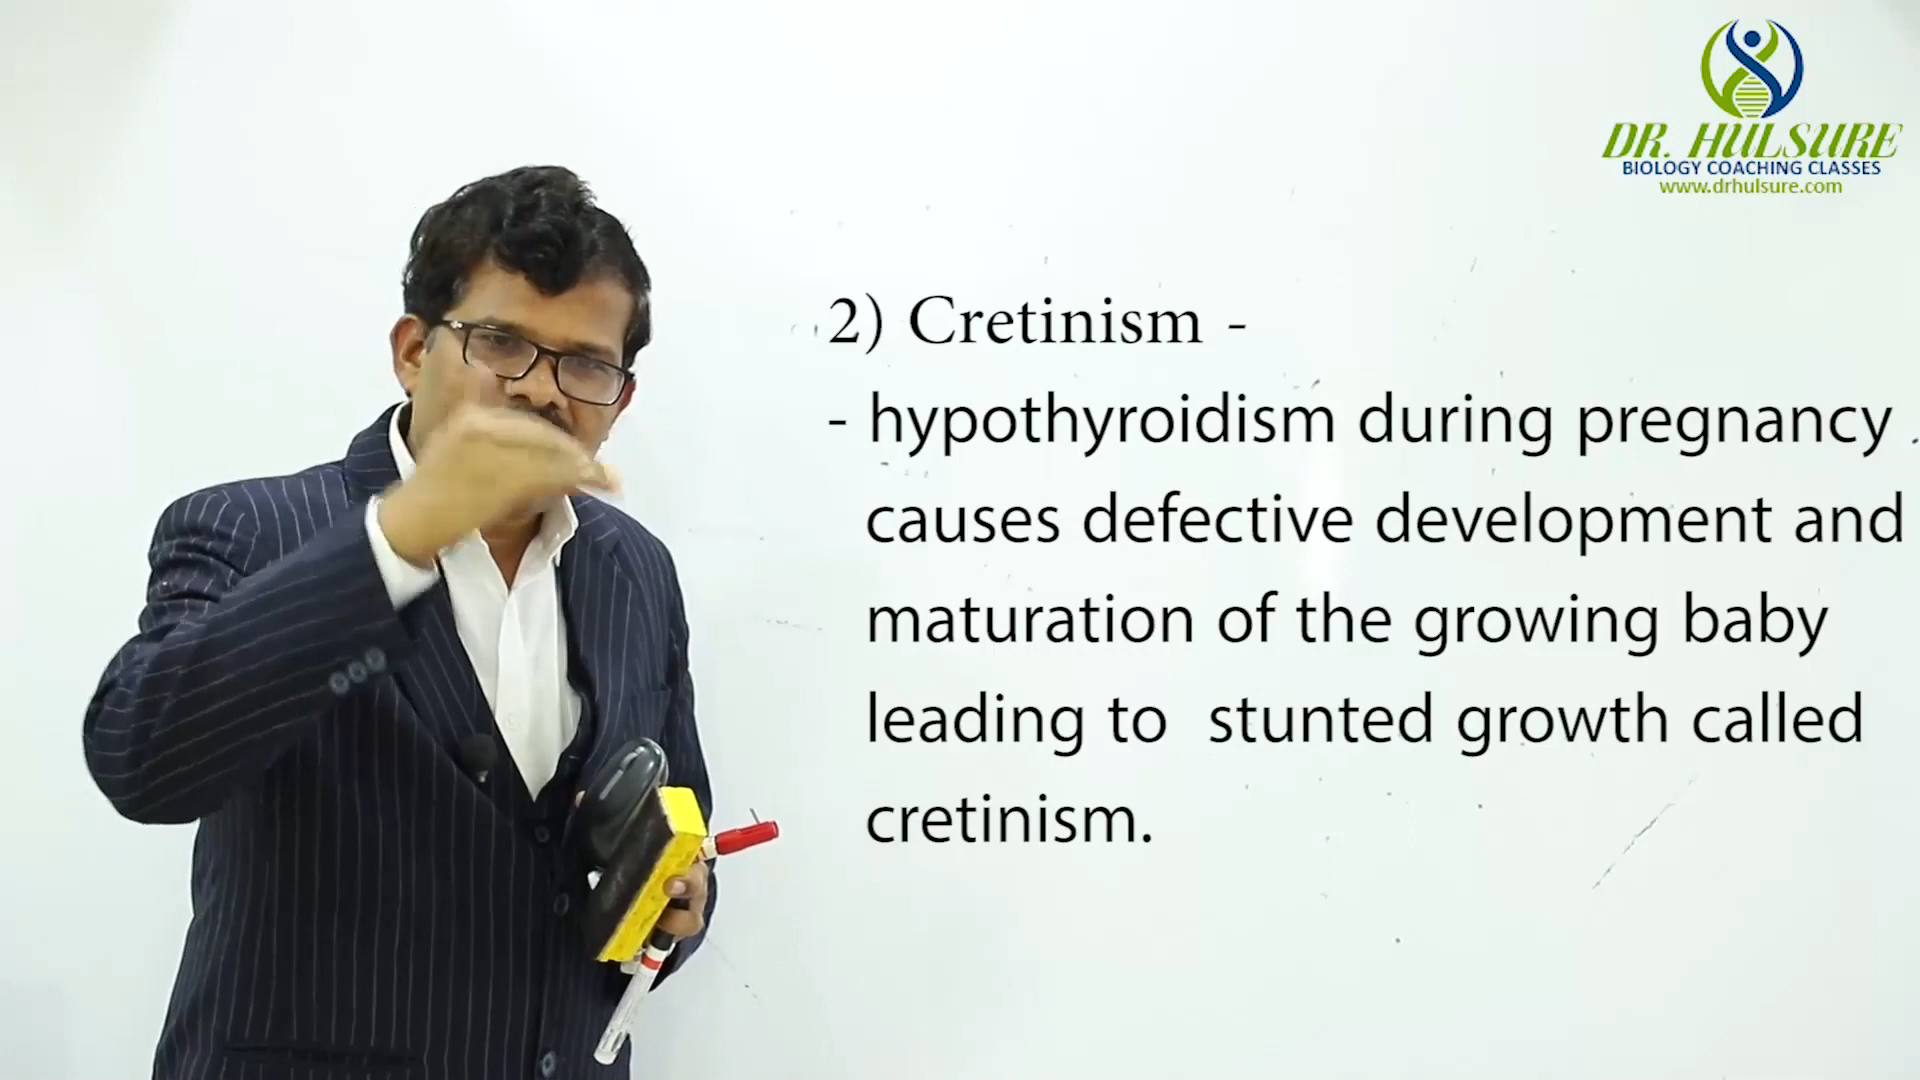 DR. HULSURE
BIOLOGY COACHING CLASSES
www.drhulsure.com
2) Cretinism -
- hypothyroidism during pregnancy
causes defective development and
maturation of the growing baby
leading to stunted growth called
cretinism.